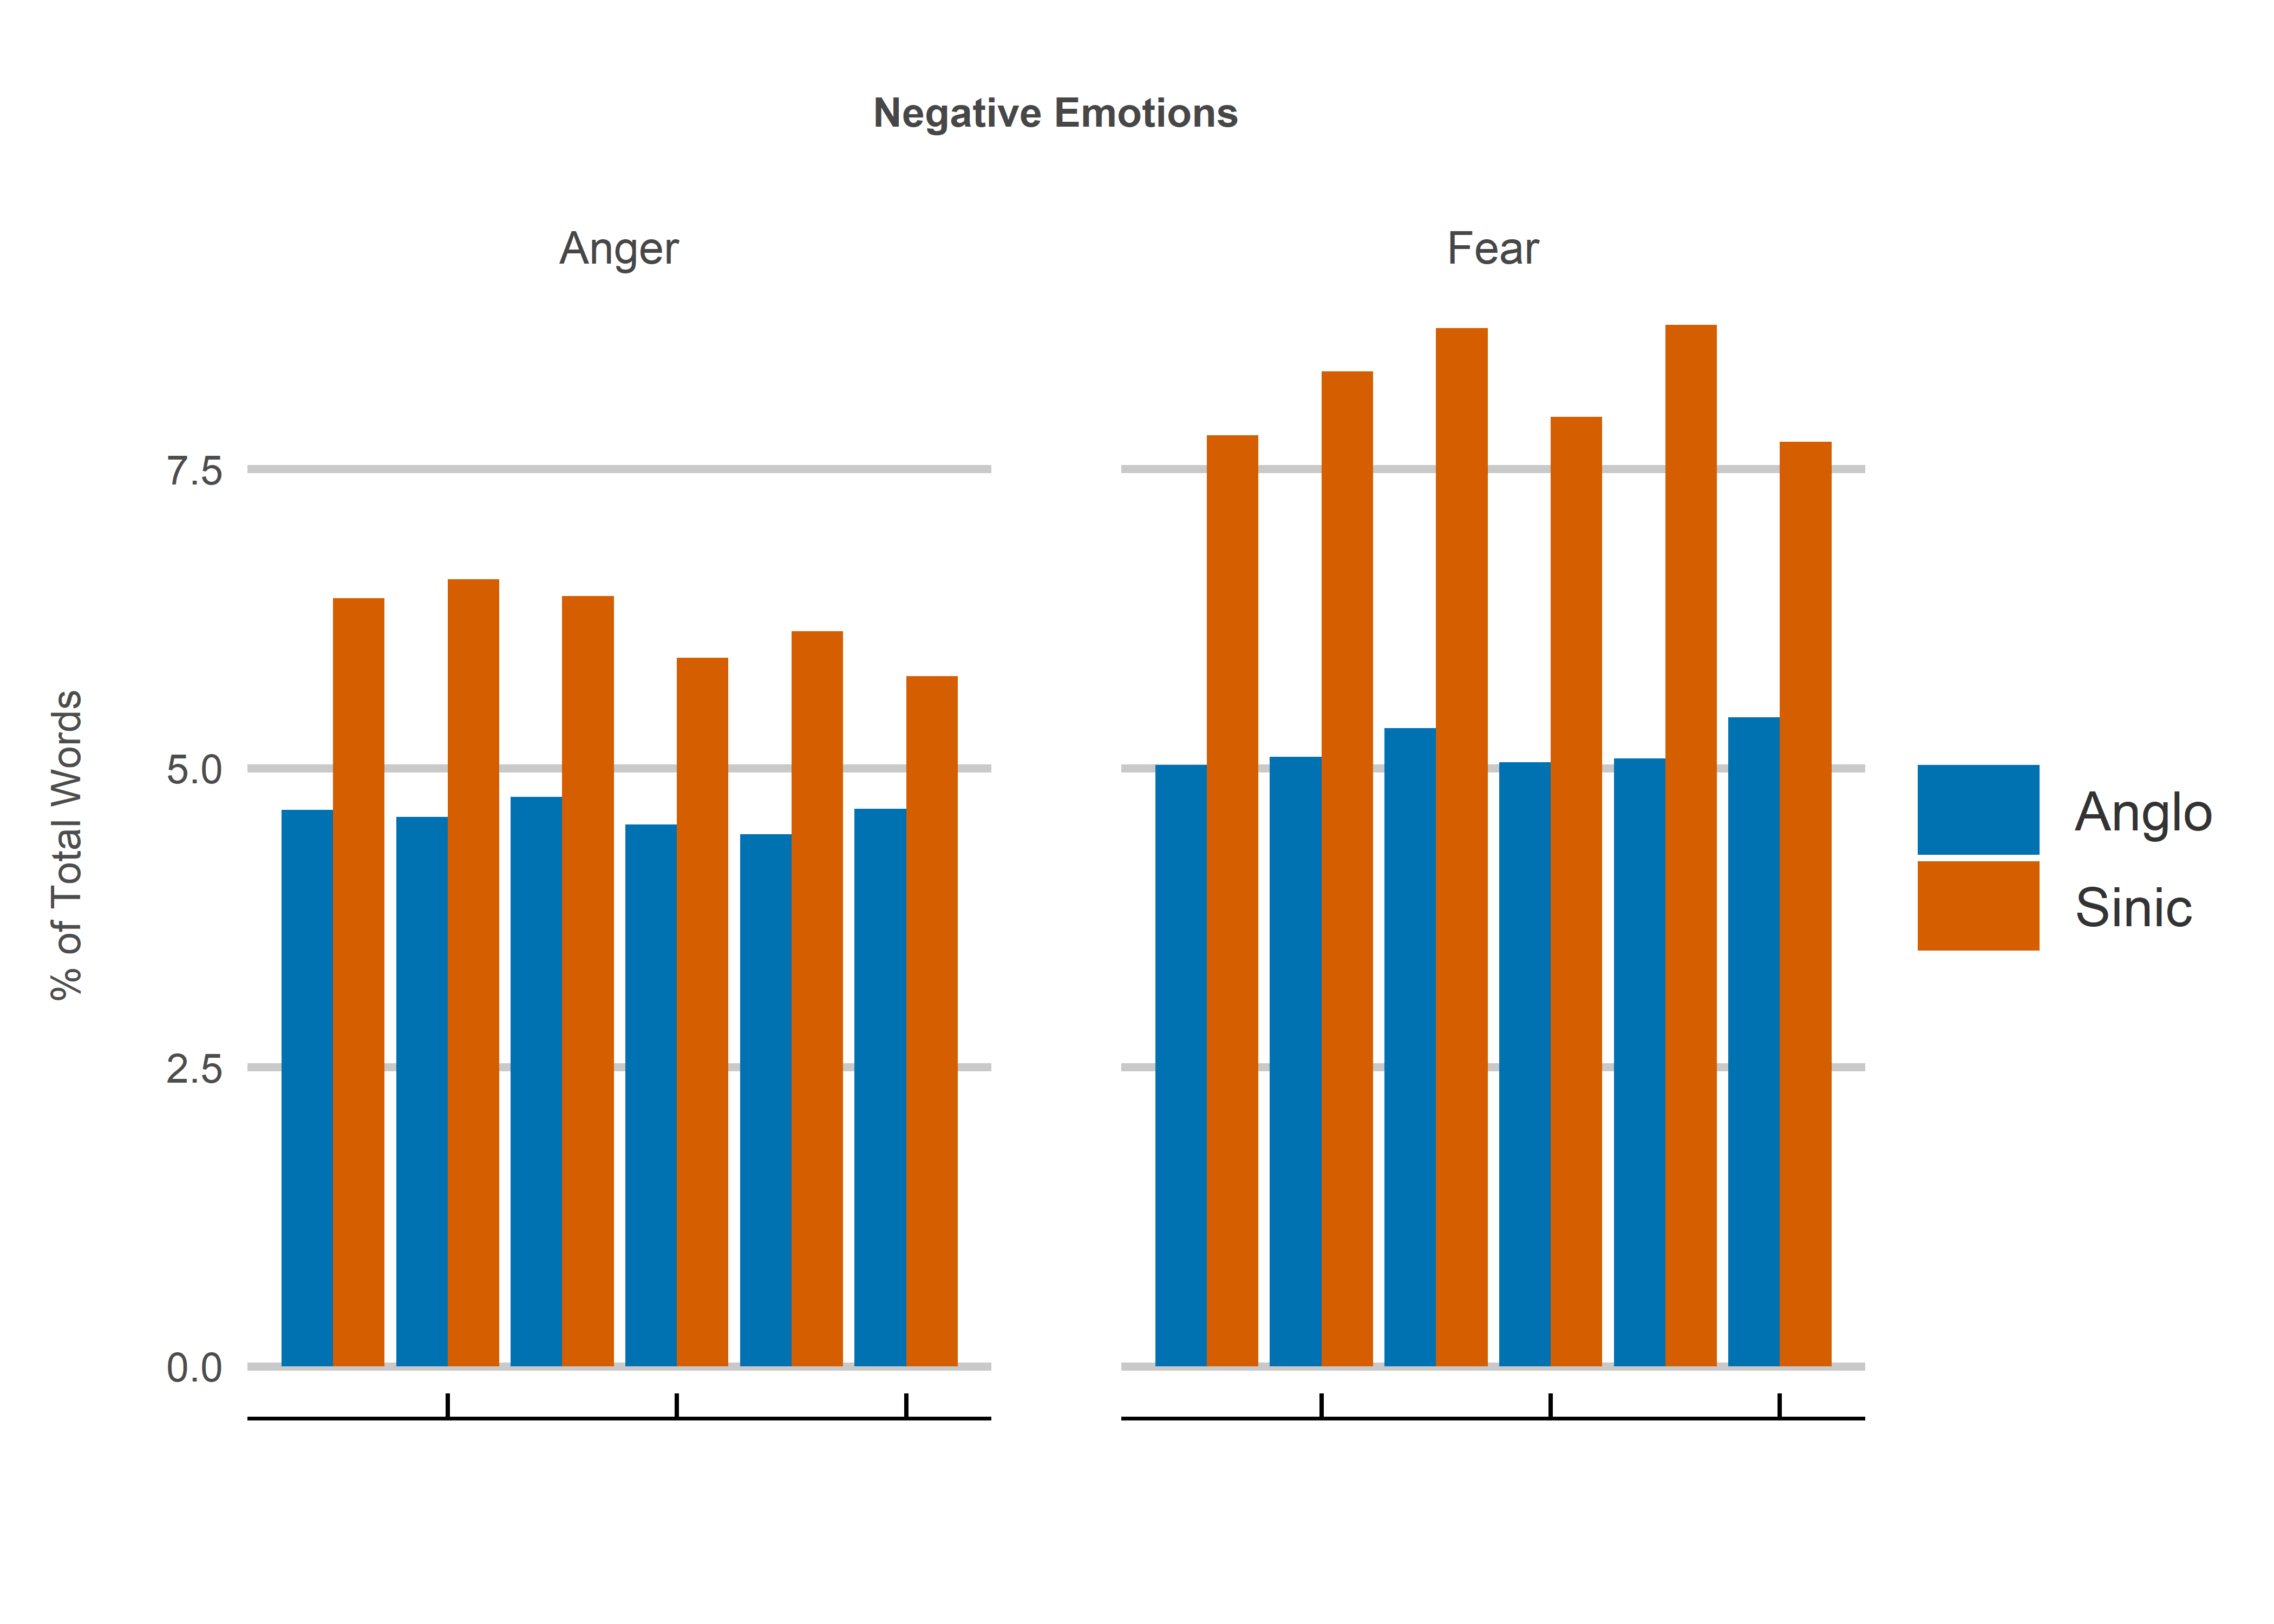 Negative Emotions
Anger
Fear
7.5
5.0
2.5
0.0
% of Total Words
Anglo
Sinic